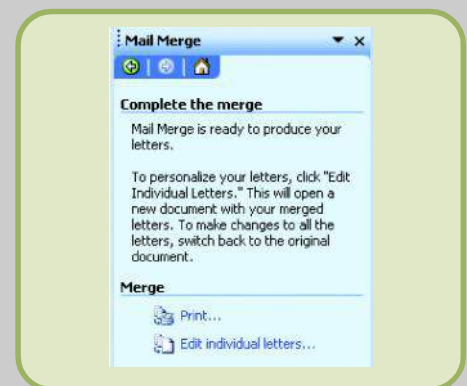 Mail Merge
Complete the merge
Mail Merge is ready to produce your
letters.
To personalize your letters, click "Edit
Individual Letters." This will open a
new document with your merged
letters. To make changes to all the
letters, switch back to the original
document.
Merge
Print...
Edit individual letters...